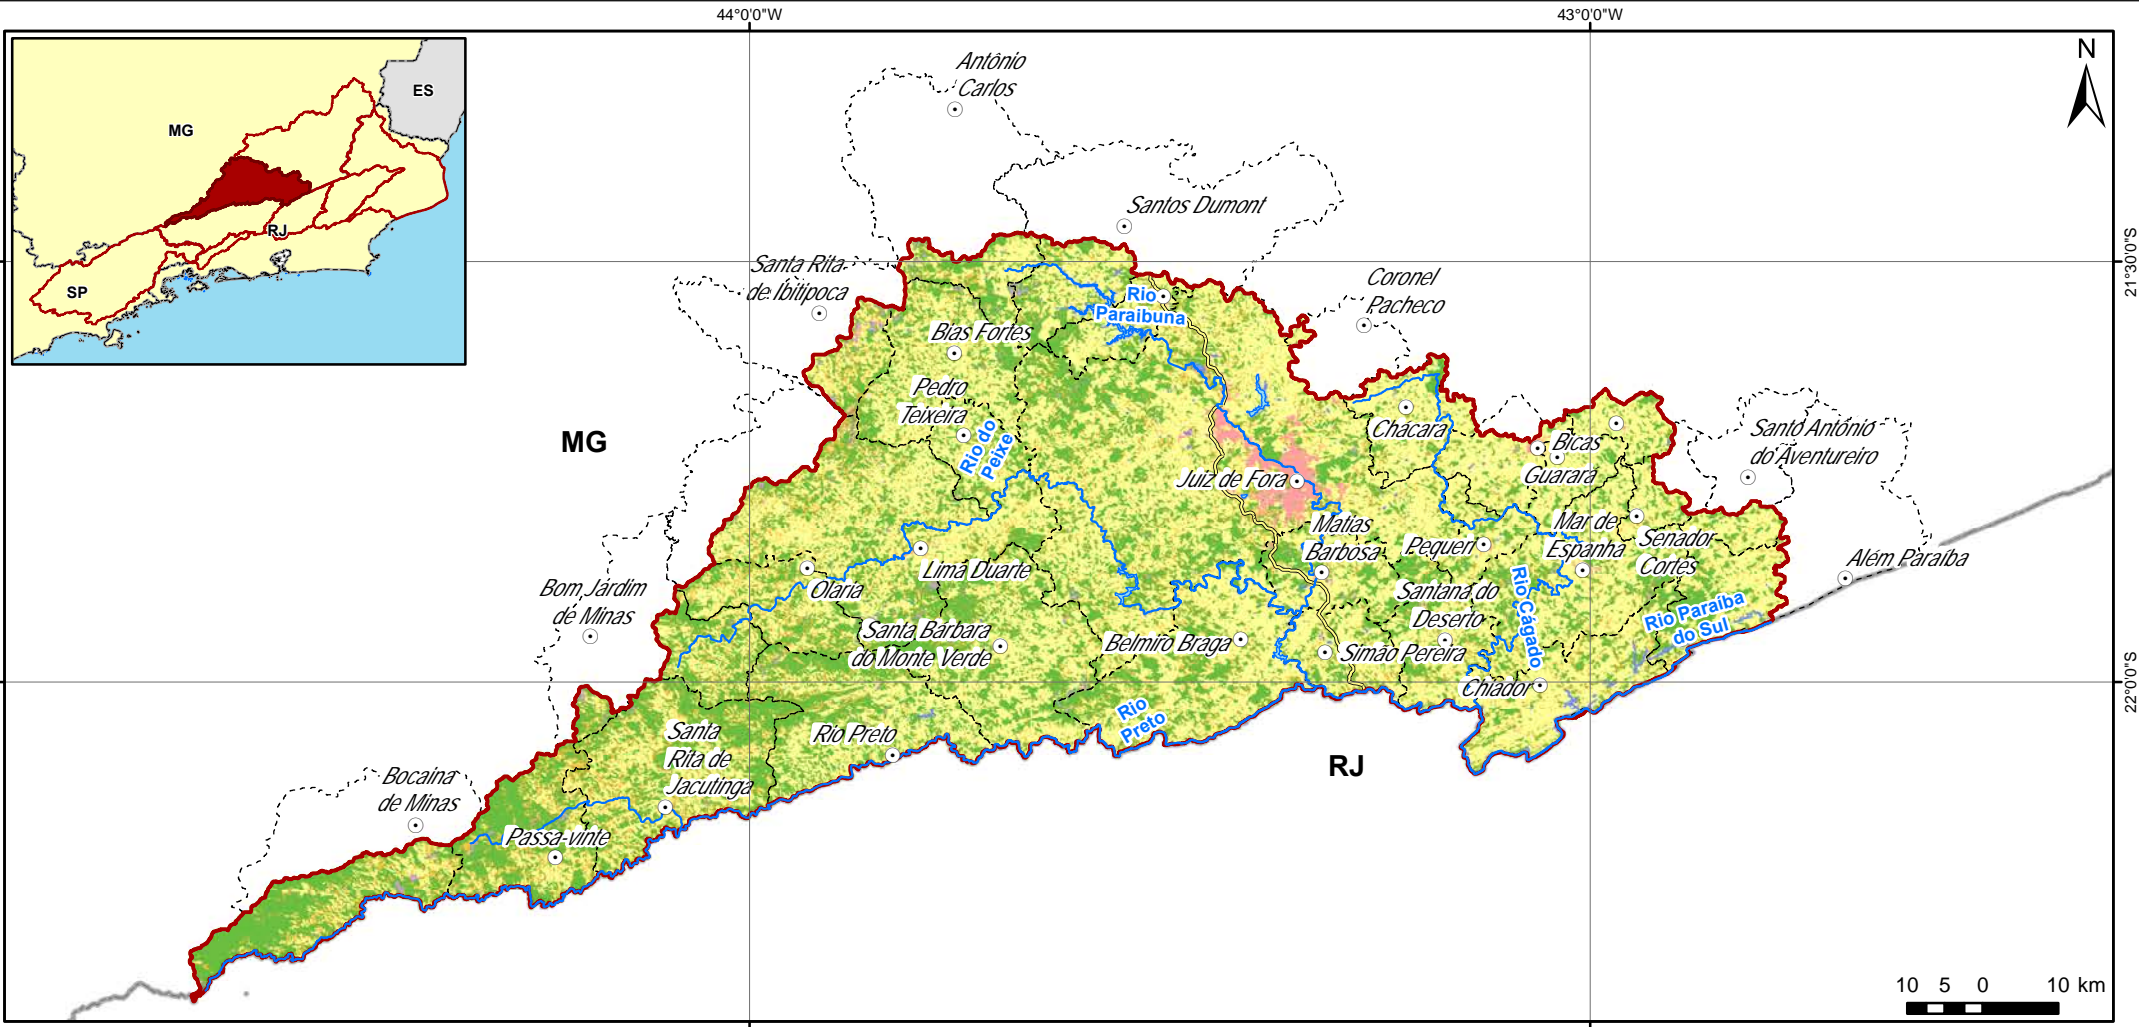 44°0'0"W
43°0'0"W
N
ES
MG
RJ
SP
Antônio
Carlos
Santos Dumont
21°30'0"S
Santa Rita
de Ibitipoca
Coronel
Pacheco
Rio
Paraibuna
Bias Fortes
Pedro
Teixeira
Rio do
Peixe
Chácara
Bicas
Guarará
Santo Antônio
do Aventureiro
MG
Juiz de Fora
Matias
Barbosa
Pequeri
Mar de
Espanha
Senador
Cortes
Além Paraíba
Lima Duarte
Olaria
Bom Jardim
de Minas
Santana do
Deserto
Rio Cágado
Rio Paraíba
do Sul
Santa Bárbara
do Monte Verde
Belmiro Braga
Simão Pereira
Chiador
22°0'0"S
Rio
Preto
Santa
Rita de
Jacutinga
Rio Preto
RJ
Bocaina
de Minas
Passa-vinte
10 5 0 10 km